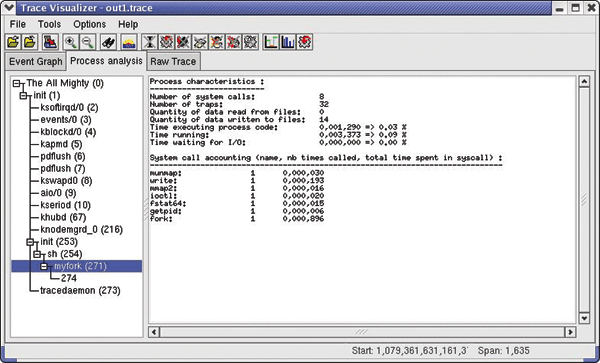 Trace Visualizer - out1.trace
File Tools Options Help
Event Graph Process analysis Raw Trace
The All Mighty (0)
init (1)
ksoftirqd/0 (2)
events/0 (3)
kblockd/0 (4)
kapmd (5)
pdflush (6)
pdflush (7)
kswapd0 (8)
aio/0 (9)
kseriod (10)
khubd (67)
knodemgrd_0 (216)
init (253)
sh (254)
myfork (271)
274
tracedaemon (273)
Process characteristics :
Number of system calls: 8
Number of traps: 32
Quantity of data read from files: 0
Quantity of data written to files: 14
Time executing process code: 0,001,290 => 0.03 %
Time running: 0,003,373 => 0.09 %
Time waiting for I/O: 0,000,000 => 0.00 %
System call accounting (name, nb times called, total time spent in syscall) :
munmap: 1 0,000,030
write: 1 0,000,193
mmap2: 1 0,000,016
ioctl: 1 0,000,020
fstat64: 1 0,000,015
getpid: 1 0,000,006
fork: 1 0,000,896
Start: 1,079,361,631,161,3 Span: 1,635